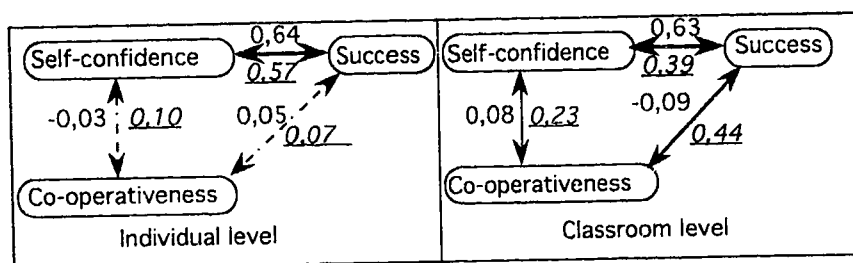 0,64
Self-confidence
Success
0,57
-0,03
0,10
0,05
0,07
Co-operativeness
Individual level
0,63
Self-confidence
Success
0,39
-0,09
0,08
0,23
0,44
Co-operativeness
Classroom level